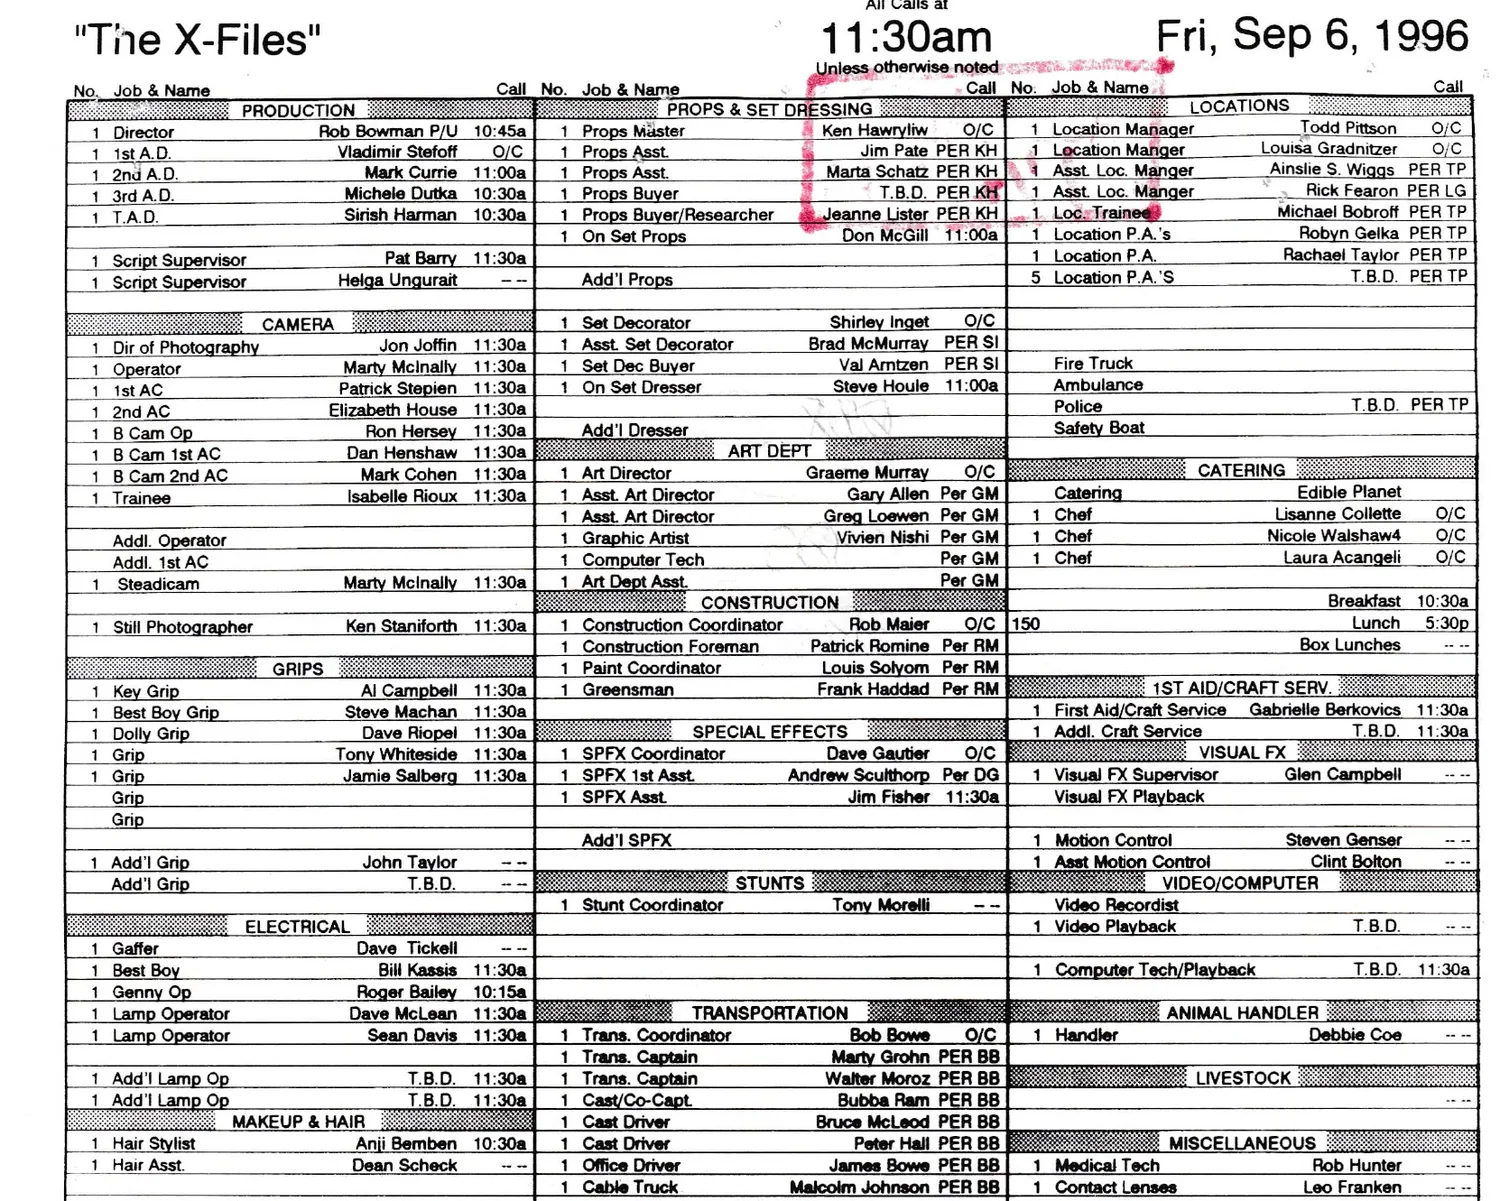 All Calls at
"The X-Files" 11:30am Fri, Sep 6, 1996
Unless otherwise noted
No. Job & Name Call
PRODUCTION
1 Director Rob Bowman P/U 10:45a
1 1st A.D. Vladimir Stefoff O/C
1 2nd A.D. Mark Currie 11:00a
1 3rd A.D. Michele Dutka 10:30a
1 T.A.D. Sirish Harman 10:30a
1 Script Supervisor Pat Barry 11:30a
1 Script Supervisor Helga Ungurait -- --
CAMERA
1 Dir of Photography Jon Joffin 11:30a
1 Operator Marty McInally 11:30a
1 1st AC Patrick Stepien 11:30a
1 2nd AC Elizabeth House 11:30a
1 B Cam Op Ron Hersey 11:30a
1 B Cam 1st AC Dan Henshaw 11:30a
1 B Cam 2nd AC Mark Cohen 11:30a
1 Trainee Isabelle Rioux 11:30a
Addl. Operator
Addl. 1st AC
1 Steadicam Marty McInally 11:30a
1 Still Photographer Ken Staniforth 11:30a
GRIPS
1 Key Grip Al Campbell 11:30a
1 Best Boy Grip Steve Machan 11:30a
1 Dolly Grip Dave Riopel 11:30a
1 Grip Tony Whiteside 11:30a
1 Grip Jamie Salberg 11:30a
Grip
Grip
1 Add'l Grip John Taylor -- --
Add'l Grip T.B.D. -- --
ELECTRICAL
1 Gaffer Dave Tickell -- --
1 Best Boy Bill Kassis 11:30a
1 Genny Op Roger Bailey 10:15a
1 Lamp Operator Dave McLean 11:30a
1 Lamp Operator Sean Davis 11:30a
1 Add'l Lamp Op T.B.D. 11:30a
1 Add'l Lamp Op T.B.D. 11:30a
MAKEUP & HAIR
1 Hair Stylist Anji Bemben 10:30a
1 Hair Asst. Dean Scheck -- --
No. Job & Name Call
PROPS & SET DRESSING
1 Props Master Ken Hawryliw O/C
1 Props Asst. Jim Pate PER KH
1 Props Asst. Marta Schatz PER KH
1 Props Buyer T.B.D. PER KH
1 Props Buyer/Researcher Jeanne Lister PER KH
1 On Set Props Don McGill 11:00a
Add'l Props
1 Set Decorator Shirley Inget O/C
1 Asst. Set Decorator Brad McMurray PER SI
1 Set Dec Buyer Val Arntzen PER SI
1 On Set Dresser Steve Houle 11:00a
Add'l Dresser
ART DEPT
1 Art Director Graeme Murray O/C
1 Asst. Art Director Gary Allen Per GM
1 Asst. Art Director Greg Loewen Per GM
1 Graphic Artist Vivien Nishi Per GM
1 Computer Tech Per GM
1 Art Dept Asst. Per GM
CONSTRUCTION
1 Construction Coordinator Rob Maier O/C
1 Construction Foreman Patrick Romine Per RM
1 Paint Coordinator Louis Solyom Per RM
1 Greensman Frank Haddad Per RM
SPECIAL EFFECTS
1 SPFX Coordinator Dave Gautier O/C
1 SPFX 1st Asst. Andrew Sculthorp Per DG
1 SPFX Asst. Jim Fisher 11:30a
Add'l SPFX
STUNTS
1 Stunt Coordinator Tony Morelli -- --
TRANSPORTATION
1 Trans. Coordinator Bob Bowe O/C
1 Trans. Captain Marty Grohn PER BB
1 Trans. Captain Walter Moroz PER BB
1 Cast/Co-Capt. Bubba Ram PER BB
1 Cast Driver Bruce McLeod PER BB
1 Cast Driver Peter Hall PER BB
1 Office Driver James Bowe PER BB
1 Cable Truck Malcolm Johnson PER BB
No. Job & Name Call
LOCATIONS
1 Location Manager Todd Pittson O/C
1 Location Manger Louisa Gradnitzer O/C
1 Asst. Loc. Manger Ainslie S. Wiggs PER TP
1 Asst. Loc. Manger Rick Fearon PER LG
1 Loc. Trainee Michael Bobroff PER TP
1 Location P.A.'s Robyn Gelka PER TP
1 Location P.A. Rachael Taylor PER TP
5 Location P.A.'S T.B.D. PER TP
Fire Truck
Ambulance
Police T.B.D. PER TP
Safety Boat
CATERING
Catering Edible Planet
1 Chef Lisanne Collette O/C
1 Chef Nicole Walshaw4 O/C
1 Chef Laura Acangeli O/C
Breakfast 10:30a
150 Lunch 5:30p
Box Lunches -- --
1ST AID/CRAFT SERV.
1 First Aid/Craft Service Gabrielle Berkovics 11:30a
1 Addl. Craft Service T.B.D. 11:30a
VISUAL FX
1 Visual FX Supervisor Glen Campbell -- --
Visual FX Playback
1 Motion Control Steven Genser -- --
1 Asst Motion Control Clint Bolton -- --
VIDEO/COMPUTER
Video Recordist
1 Video Playback T.B.D. -- --
1 Computer Tech/Playback T.B.D. 11:30a
ANIMAL HANDLER
1 Handler Debbie Coe -- --
LIVESTOCK
-- --
MISCELLANEOUS
1 Medical Tech Rob Hunter -- --
1 Contact Lenses Leo Franken -- --